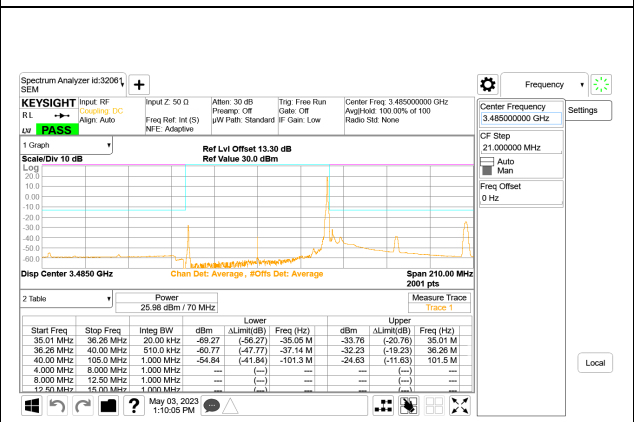 Spectrum Analyzer id:32061
SEM
Frequency
KEYSIGHT
RL
LXI PASS
Input: RF
Coupling: DC
Align: Auto
Input Z: 50 Ω
Freq Ref: Int (S)
NFE: Adaptive
Atten: 30 dB
Preamp: Off
µW Path: Standard
Trig: Free Run
Gate: Off
IF Gain: Low
Center Freq: 3.485000000 GHz
Avg|Hold: 100.00% of 100
Radio Std: None
Center Frequency
3.485000000 GHz
Settings
CF Step
21.000000 MHz
Auto
Man
Freq Offset
0 Hz
1 Graph
Scale/Div 10 dB
Ref Lvl Offset 13.30 dB
Ref Value 30.0 dBm
Log
20.0
10.0
0.00
-10.0
-20.0
-30.0
-40.0
-50.0
-60.0
Disp Center 3.4850 GHz
Chan Det: Average , #Offs Det: Average
Span 210.00 MHz
2001 pts
2 Table
Power
25.98 dBm / 70 MHz
Measure Trace
Trace 1
Lower Upper
Start Freq Stop Freq Integ BW dBm ΔLimit(dB) Freq (Hz) dBm ΔLimit(dB) Freq (Hz)
35.01 MHz 36.26 MHz 20.00 kHz -69.27 (-56.27) -35.05 M -33.76 (-20.76) 35.01 M
36.26 MHz 40.00 MHz 510.0 kHz -60.77 (-47.77) -37.14 M -32.23 (-19.23) 36.26 M
40.00 MHz 105.0 MHz 1.000 MHz -54.84 (-41.84) -101.3 M -24.63 (-11.63) 101.5 M
4.000 MHz 8.000 MHz 1.000 MHz --- (---) --- (---)
8.000 MHz 12.50 MHz 1.000 MHz --- (---) --- (---)
12.50 MHz 15.00 MHz 1.000 MHz --- (---) --- (---)
Local
May 03, 2023
1:10:05 PM